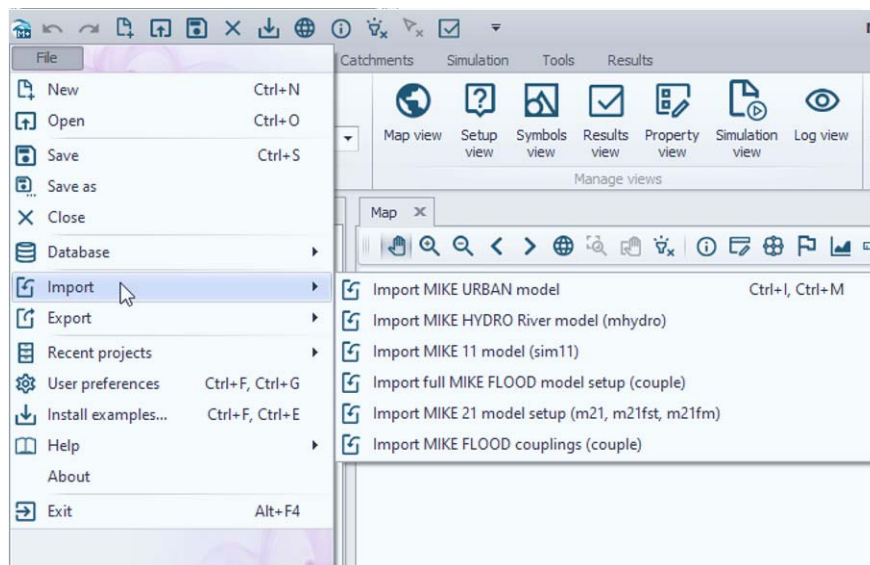 File
Catchments Simulation Tools Results
New Ctrl+N
Open Ctrl+O
Save Ctrl+S
Save as
Close
Database
Import
Export
Recent projects
User preferences Ctrl+F, Ctrl+G
Install examples... Ctrl+F, Ctrl+E
Help
About
Exit Alt+F4
Map view
Setup view
Symbols view
Results view
Property view
Simulation view
Log view
Manage views
Map
Import MIKE URBAN model Ctrl+I, Ctrl+M
Import MIKE HYDRO River model (mhydro)
Import MIKE 11 model (sim11)
Import full MIKE FLOOD model setup (couple)
Import MIKE 21 model setup (m21, m21fst, m21fm)
Import MIKE FLOOD couplings (couple)